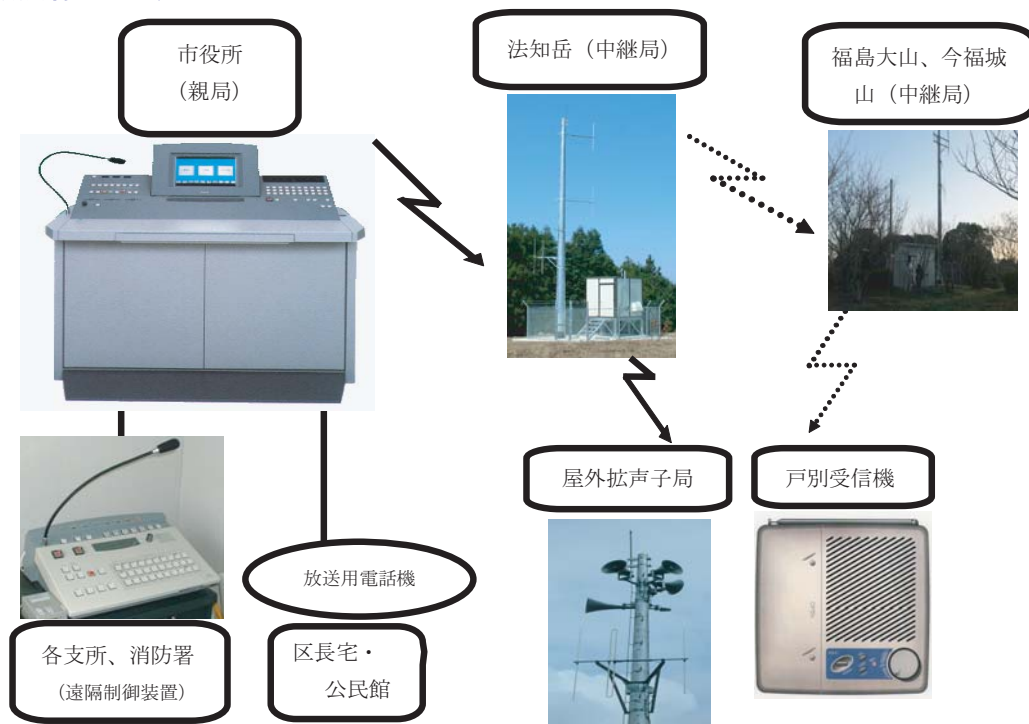 市役所
（親局）
法知岳（中継局）
福島大山、今福城
山（中継局）
屋外拡声子局
戸別受信機
放送用電話機
各支所、消防署
（遠隔制御装置）
区長宅・
公民館